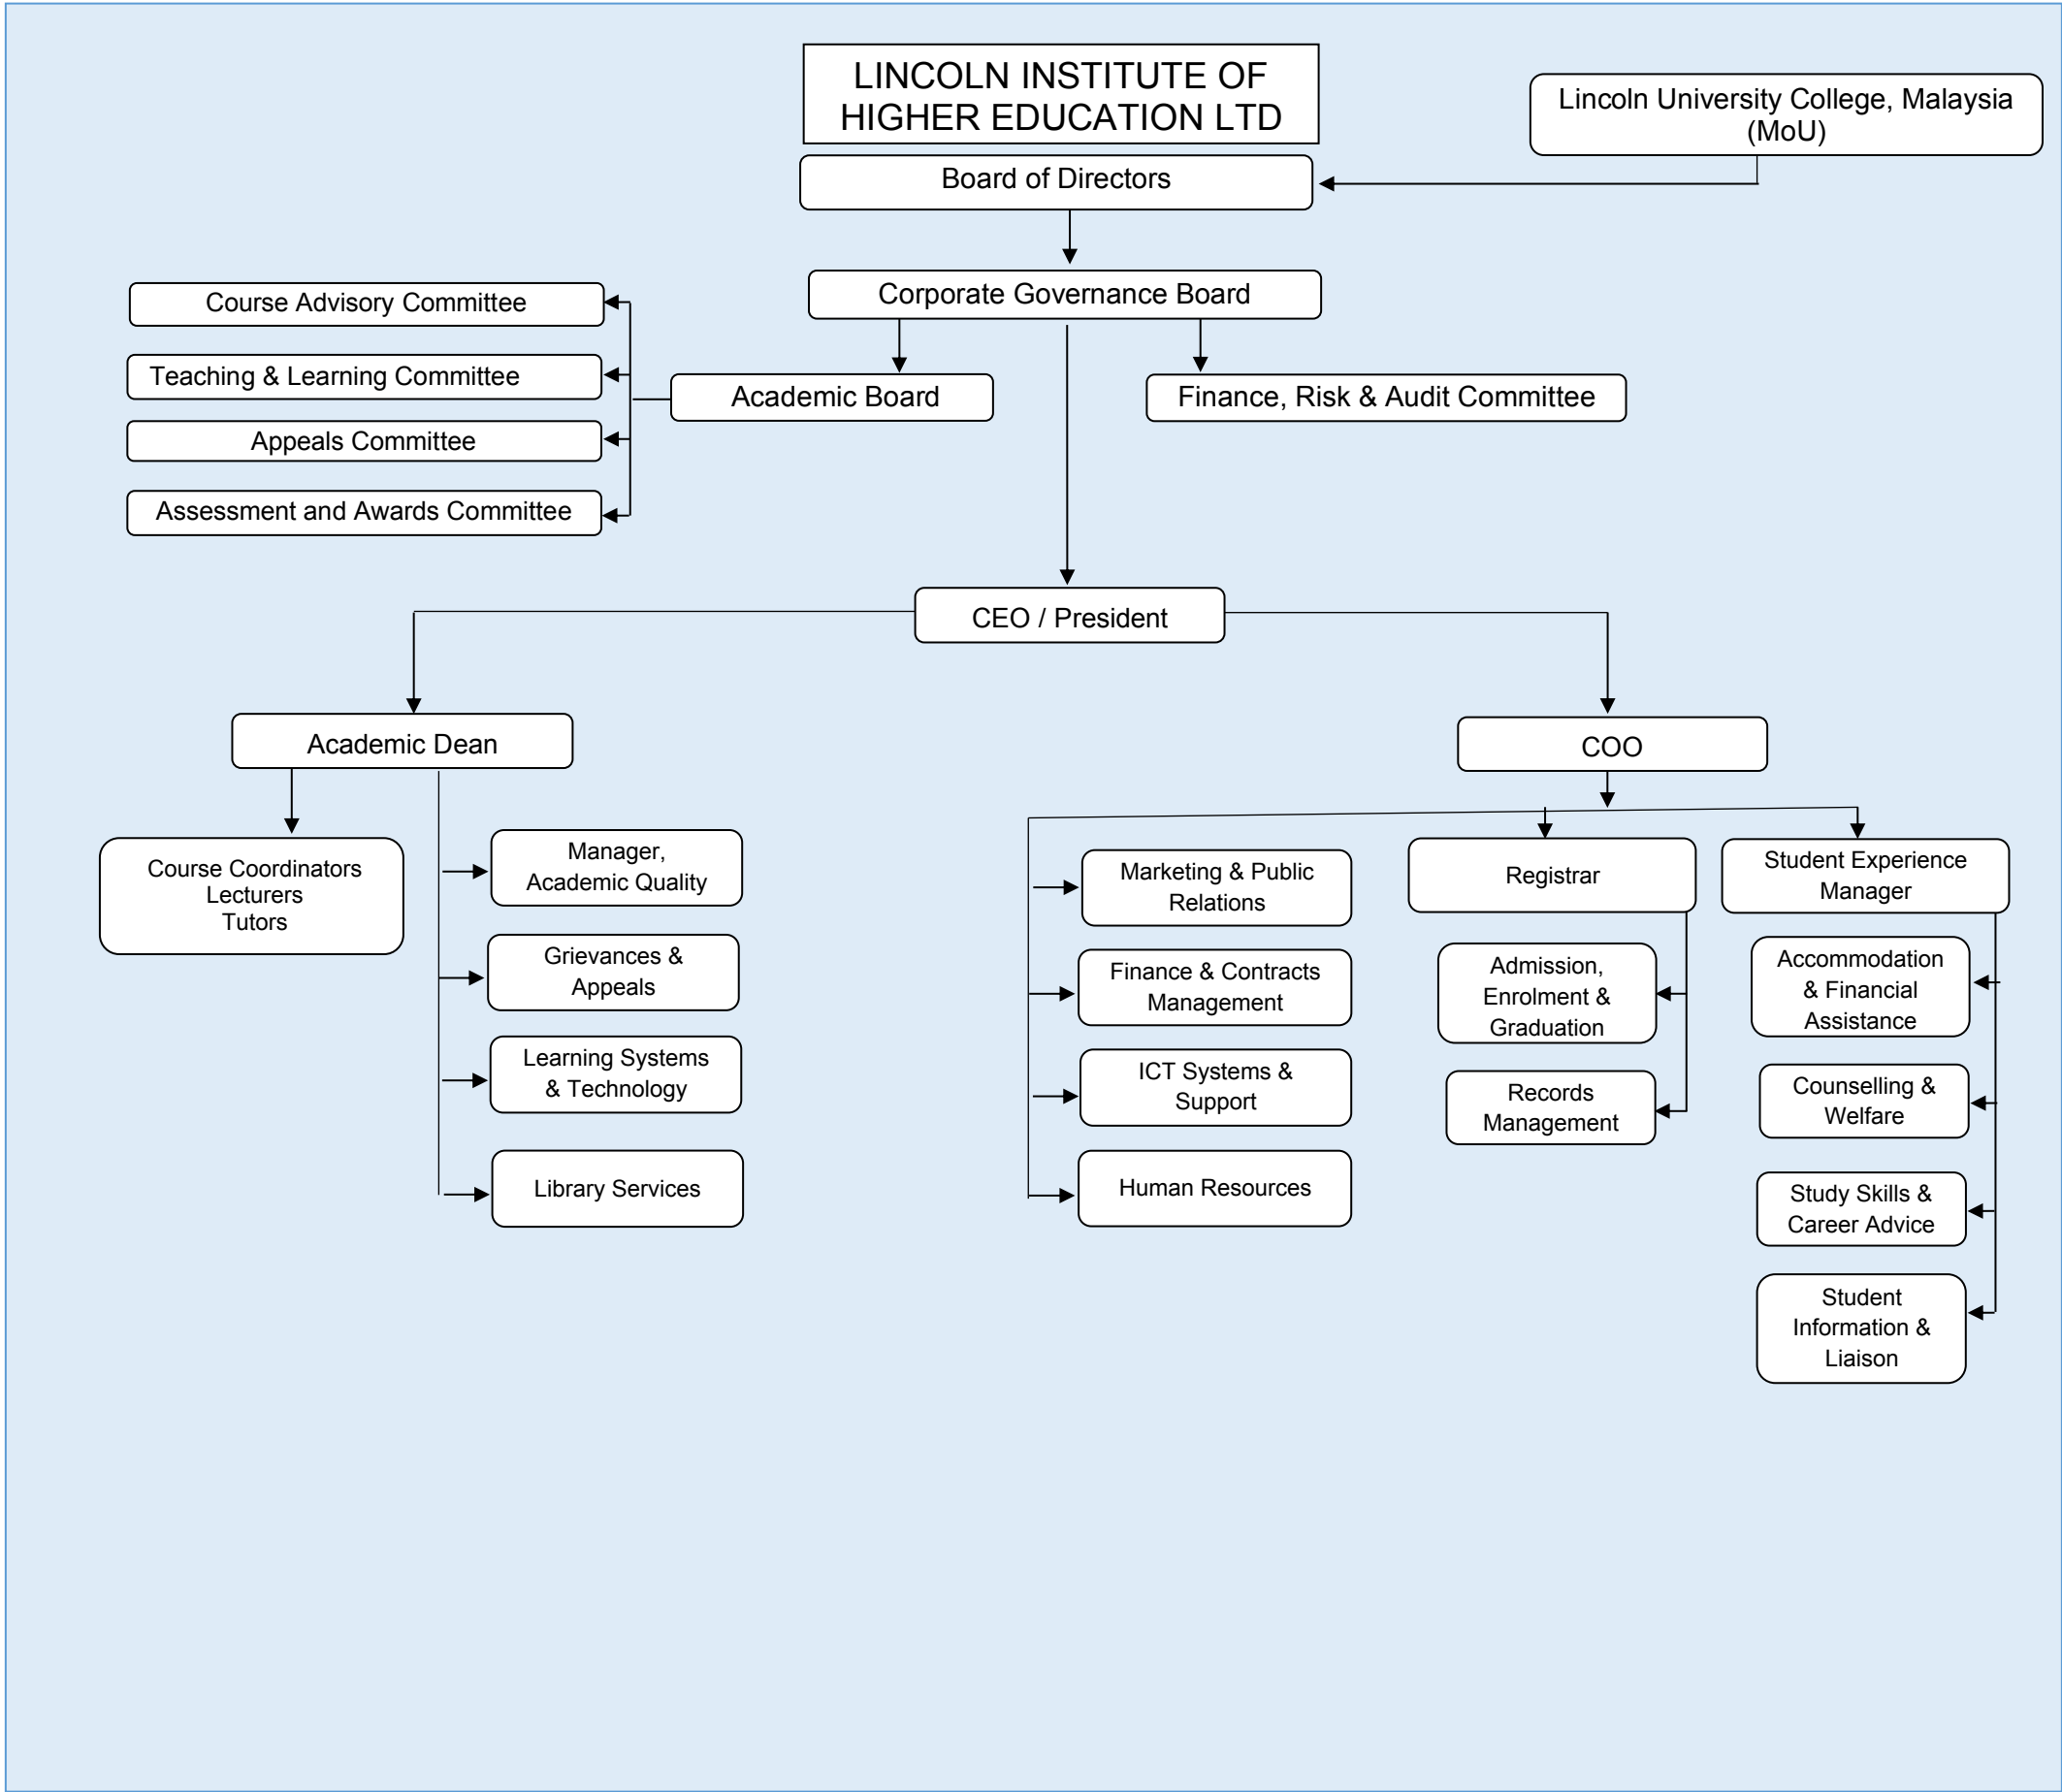 LINCOLN INSTITUTE OF
HIGHER EDUCATION LTD
Lincoln University College, Malaysia
(MoU)
Board of Directors
Corporate Governance Board
Course Advisory Committee
Teaching & Learning Committee
Appeals Committee
Assessment and Awards Committee
Academic Board
Finance, Risk & Audit Committee
CEO / President
Academic Dean
COO
Course Coordinators
Lecturers
Tutors
Manager,
Academic Quality
Grievances &
Appeals
Learning Systems
& Technology
Library Services
Marketing & Public
Relations
Finance & Contracts
Management
ICT Systems &
Support
Human Resources
Registrar
Admission,
Enrolment &
Graduation
Records
Management
Student Experience
Manager
Accommodation
& Financial
Assistance
Counselling &
Welfare
Study Skills &
Career Advice
Student
Information &
Liaison